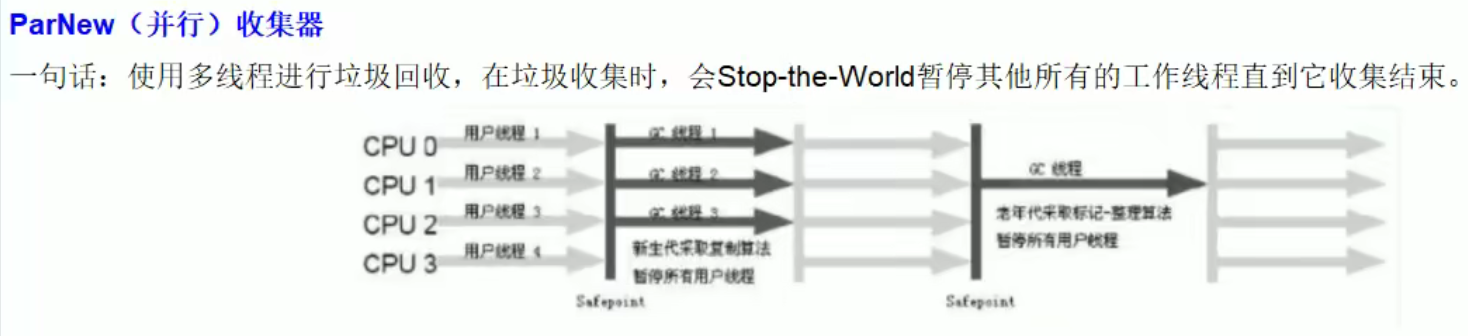 ParNew（并行）收集器
一句话：使用多线程进行垃圾回收，在垃圾收集时，会Stop-the-World暂停其他所有的工作线程直到它收集结束。
CPU 0 用户线程 1 GC 线程 1
CPU 1 用户线程 2 GC 线程 2 GC 线程
CPU 2 用户线程 3 GC 线程 3 老年代采取标记-整理算法
暂停所有用户线程
CPU 3 用户线程 4 新生代采取复制算法
暂停所有用户线程
Safepoint Safepoint